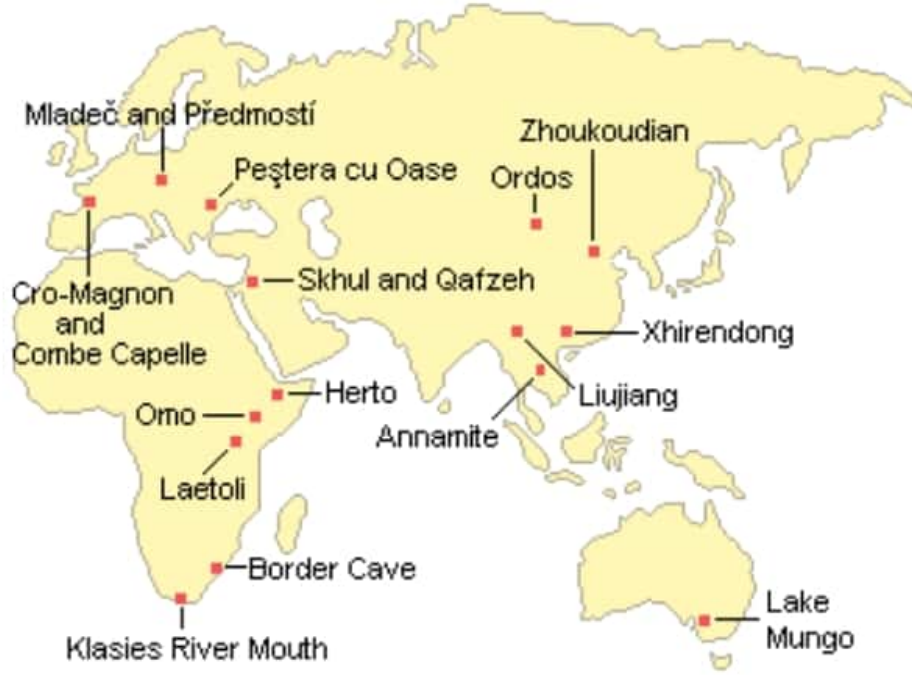 Mladeč and Předmostí
Zhoukoudian
Peştera cu Oase
Ordos
Skhul and Qafzeh
Cro-Magnon
and
Combe Capelle
Xhirendong
Herto
Liujiang
Omo
Annamite
Laetoli
Border Cave
Lake
Mungo
Klasies River Mouth